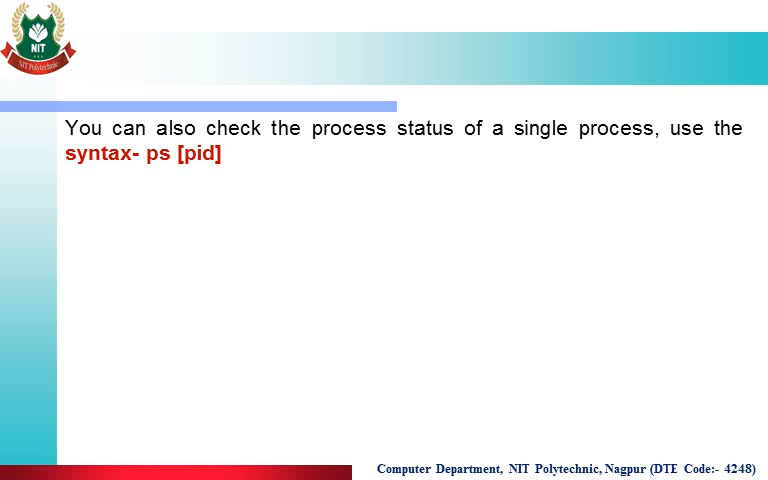 NIT
NIT Polytechnic
You can also check the process status of a single process, use the
syntax- ps [pid]
Computer Department, NIT Polytechnic, Nagpur (DTE Code:- 4248)